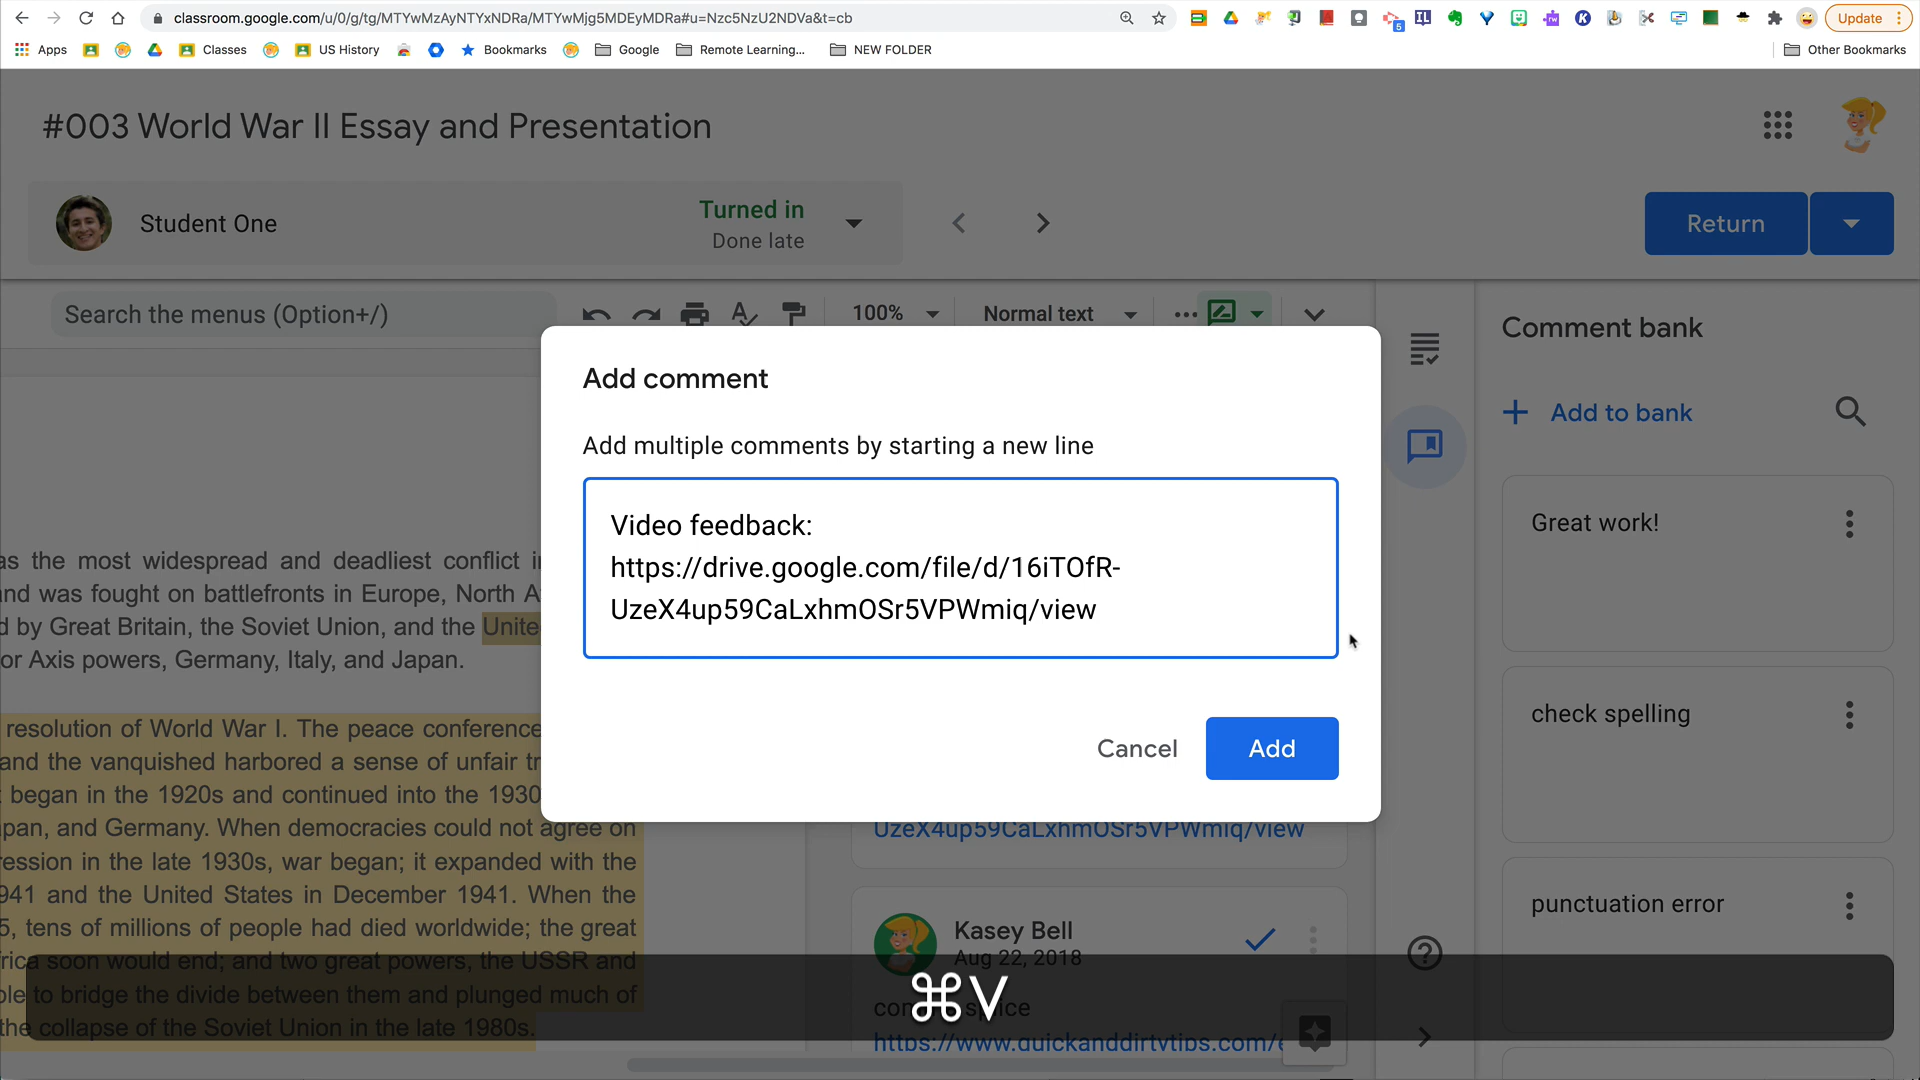 classroom.google.com/u/0/g/tg/MTYwMzAyNTYxNDRa/MTYwMjg5MDEyMDRa#u=Nzc5NzU2NDVa&t=cb
5
Update
Apps
Classes
US History
Bookmarks
Google
Remote Learning...
NEW FOLDER
Other Bookmarks
#003 World War II Essay and Presentation
Student One
Turned in
Done late
Return
Search the menus (Option+/)
100%
Normal text
Comment bank
Add to bank
Great work!
check spelling
punctuation error
Add comment
Add multiple comments by starting a new line
Video feedback:
https://drive.google.com/file/d/16iTOfR-
UzeX4up59CaLxhmOSr5VPWmiq/view
Cancel
Add
as the most widespread and deadliest conflict
and was fought on battlefronts in Europe, North
d by Great Britain, the Soviet Union, and the Unite
or Axis powers, Germany, Italy, and Japan.
resolution of World War I. The peace conference
and the vanquished harbored a sense of unfair
began in the 1920s and continued into the 1930
pan, and Germany. When democracies could not agree on
ression in the late 1930s, war began; it expanded with the
941 and the United States in December 1941. When the
5, tens of millions of people had died worldwide; the great
frica soon would end; and two great powers, the USSR and
ble to bridge the divide between them and plunged much of
the collapse of the Soviet Union in the late 1980s.
UzeX4up59CaLxhmOSr5VPWmiq/view
Kasey Bell
Aug 22, 2018
https://www.quickanddirtytips.com/e
⌘V